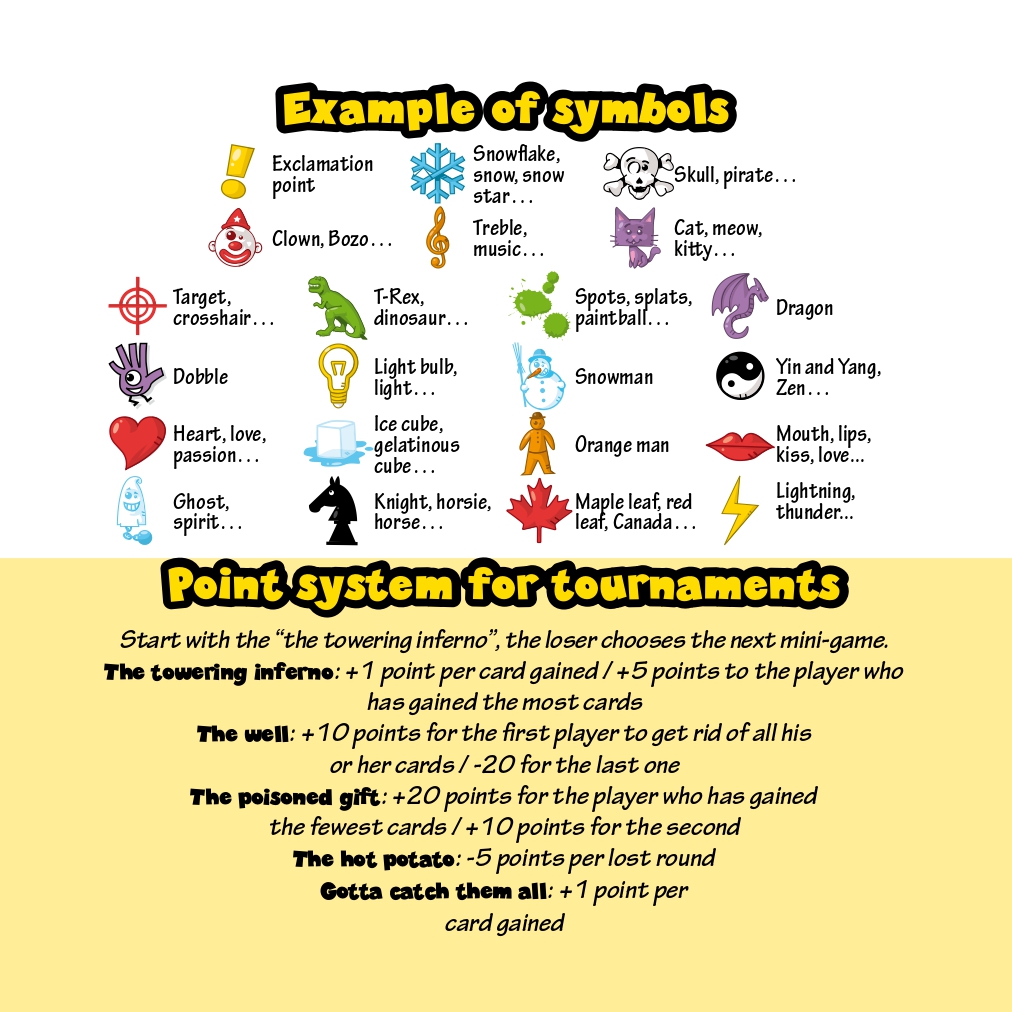 Example of symbols
Exclamation
point
Snowflake,
snow, snow
star...
Skull, pirate...
Clown, Bozo...
Treble,
music...
Cat, meow,
kitty...
Target,
crosshair...
T-Rex,
dinosaur...
Spots, splats,
paintball...
Dragon
Dobble
Light bulb,
light...
Snowman
Yin and Yang,
Zen...
Heart, love,
passion...
Ice cube,
gelatinous
cube...
Orange man
Mouth, lips,
kiss, love...
Ghost,
spirit...
Knight, horsie,
horse...
Maple leaf, red
leaf, Canada...
Lightning,
thunder...
Point system for tournaments
Start with the “the towering inferno”, the loser chooses the next mini-game.
The towering inferno: +1 point per card gained / +5 points to the player who
has gained the most cards
The well: +10 points for the first player to get rid of all his
or her cards / -20 for the last one
The poisoned gift: +20 points for the player who has gained
the fewest cards / +10 points for the second
The hot potato: -5 points per lost round
Gotta catch them all: +1 point per
card gained